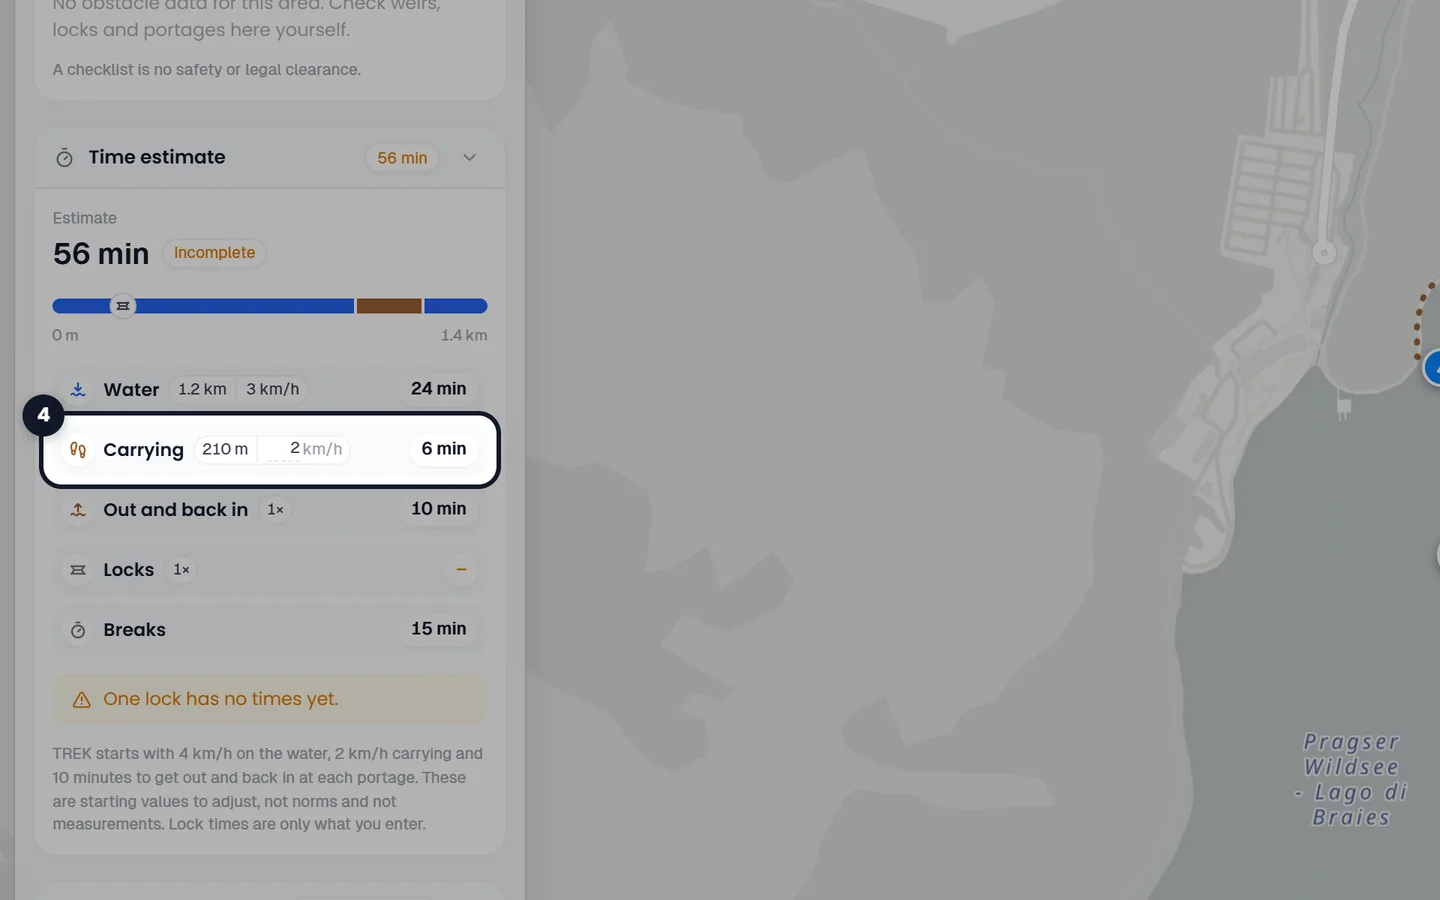 No obstacle data for this area. Check weirs,
locks and portages here yourself.
A checklist is no safety or legal clearance.
Time estimate 56 min
Estimate
56 min Incomplete
0 m 1.4 km
Water 1.2 km 3 km/h 24 min
4
Carrying 210 m 2 km/h 6 min
Out and back in 1× 10 min
Locks 1× –
Breaks 15 min
One lock has no times yet.
TREK starts with 4 km/h on the water, 2 km/h carrying and
10 minutes to get out and back in at each portage. These
are starting values to adjust, not norms and not
measurements. Lock times are only what you enter.
Pragser
Wildsee
- Lago di
Braies